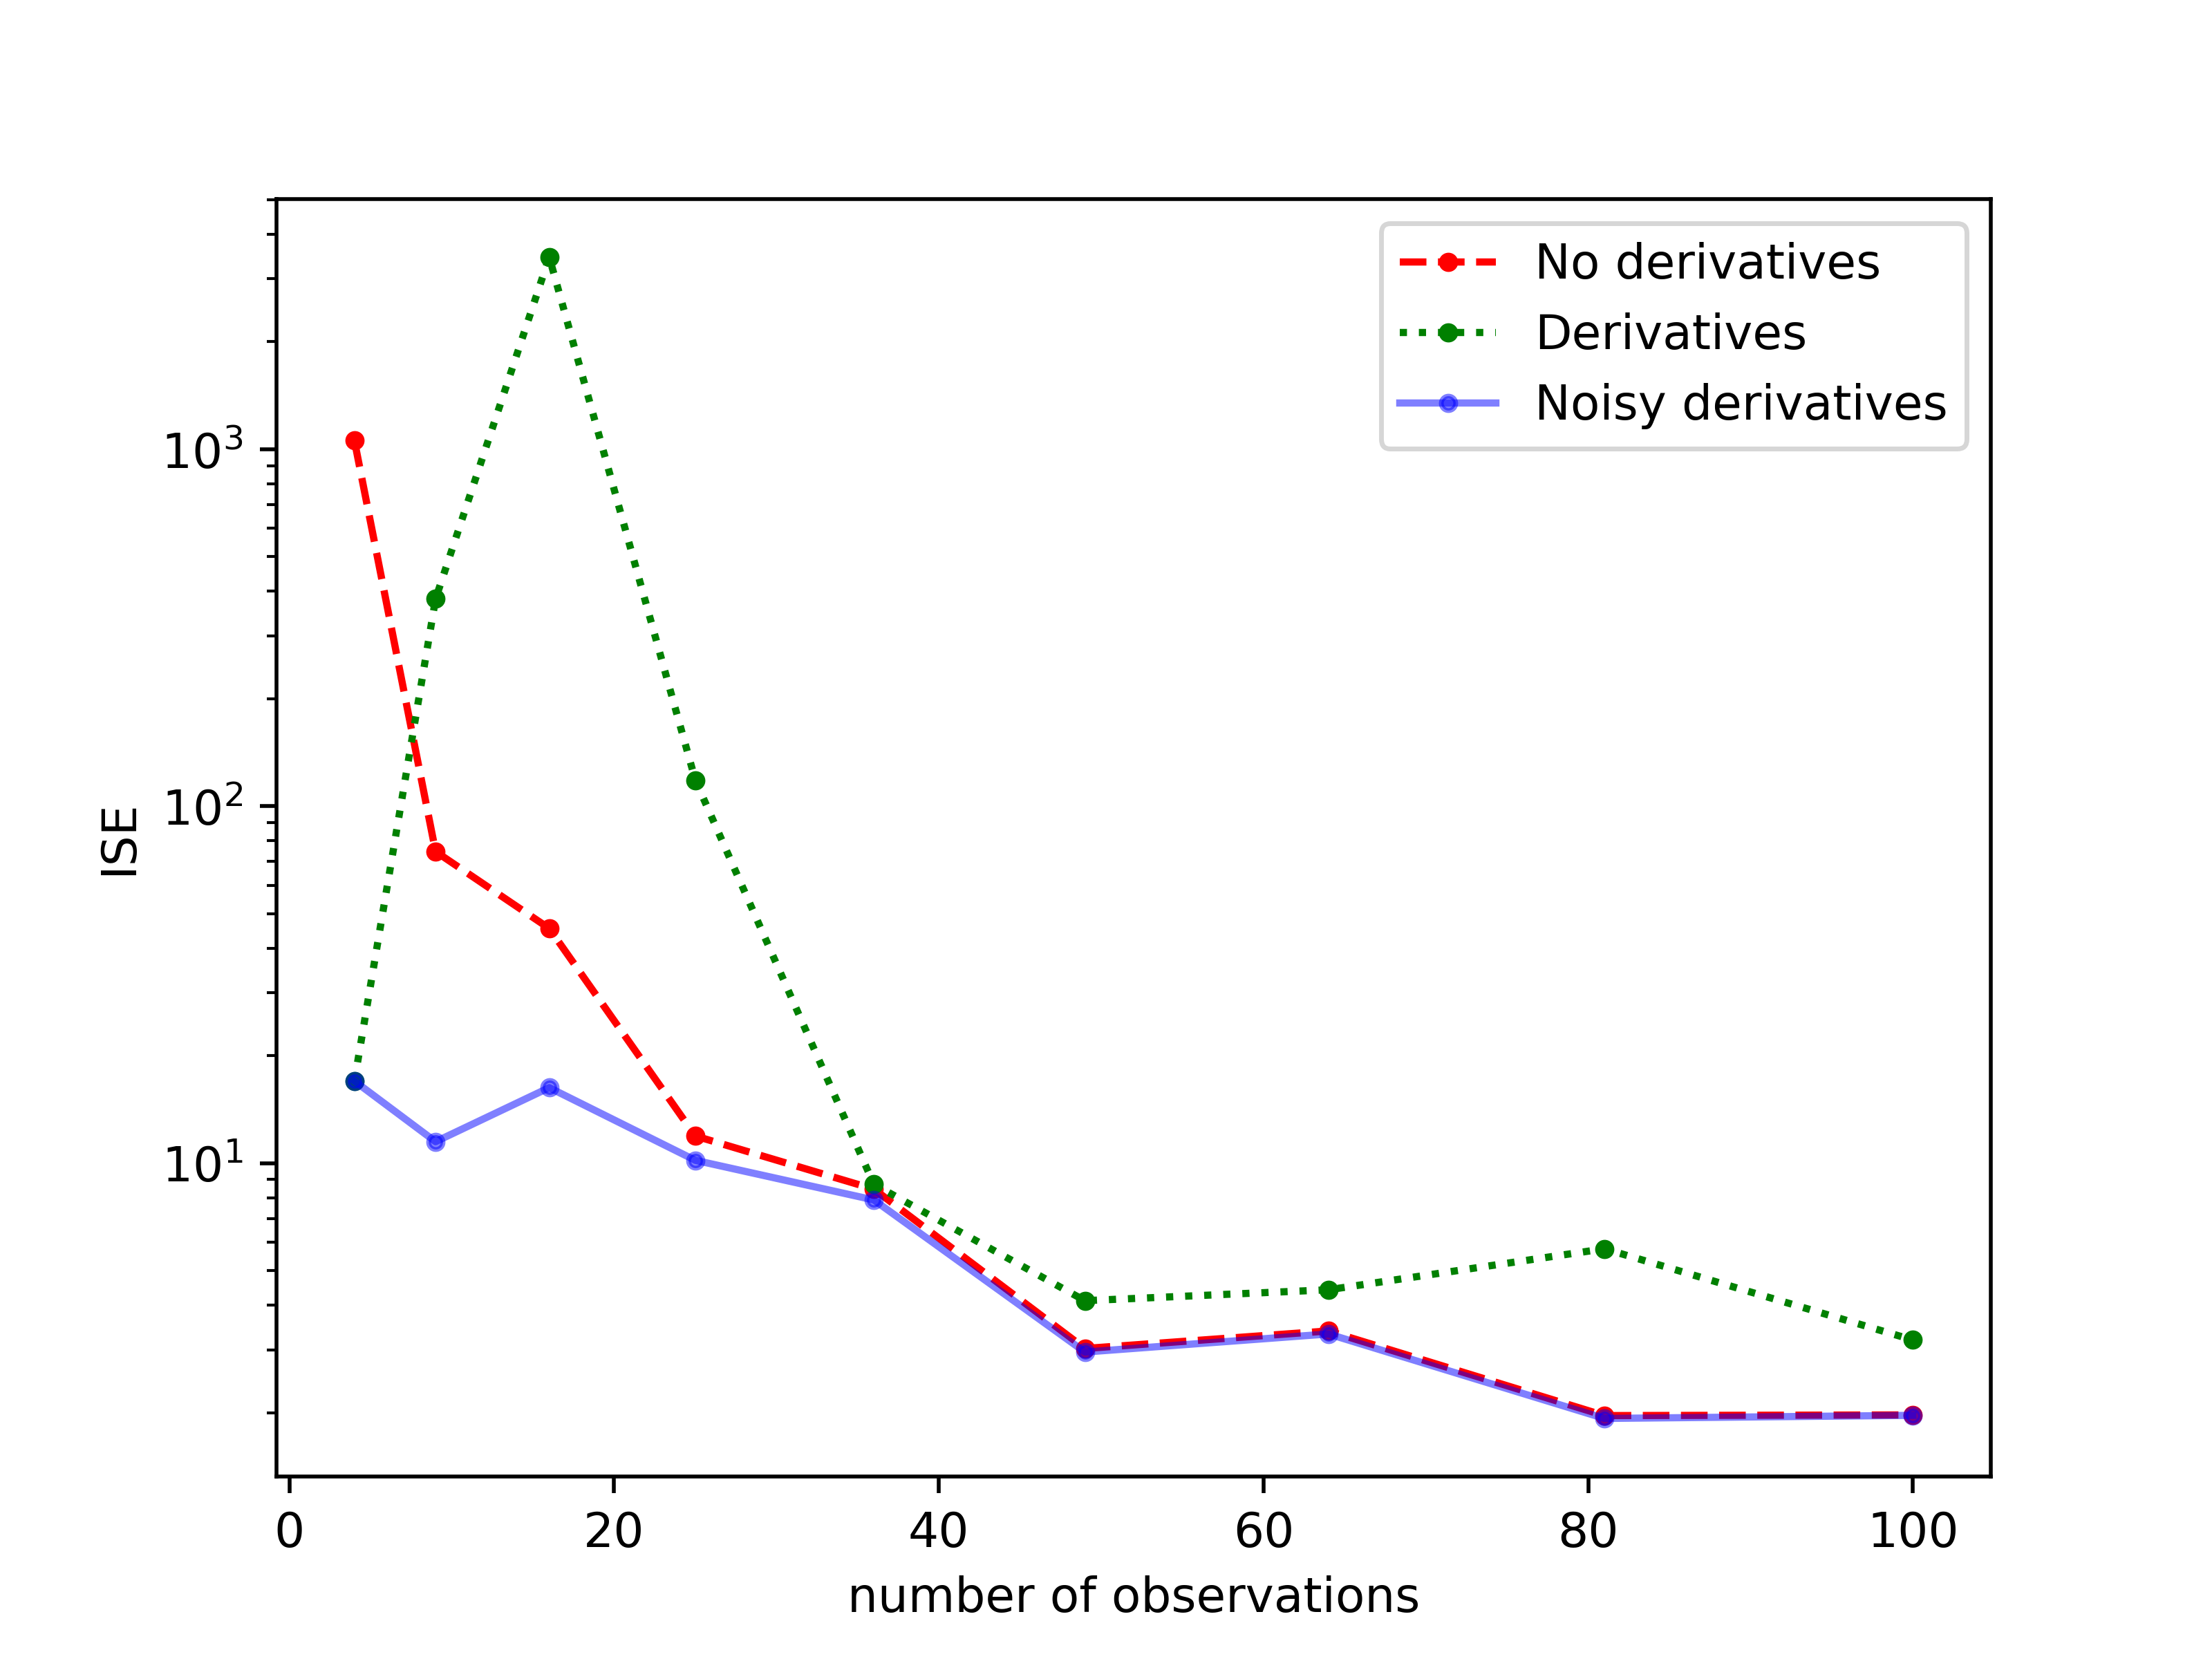 No derivatives
Derivatives
Noisy derivatives
10³
10²
10¹
ISE
0 20 40 60 80 100
number of observations